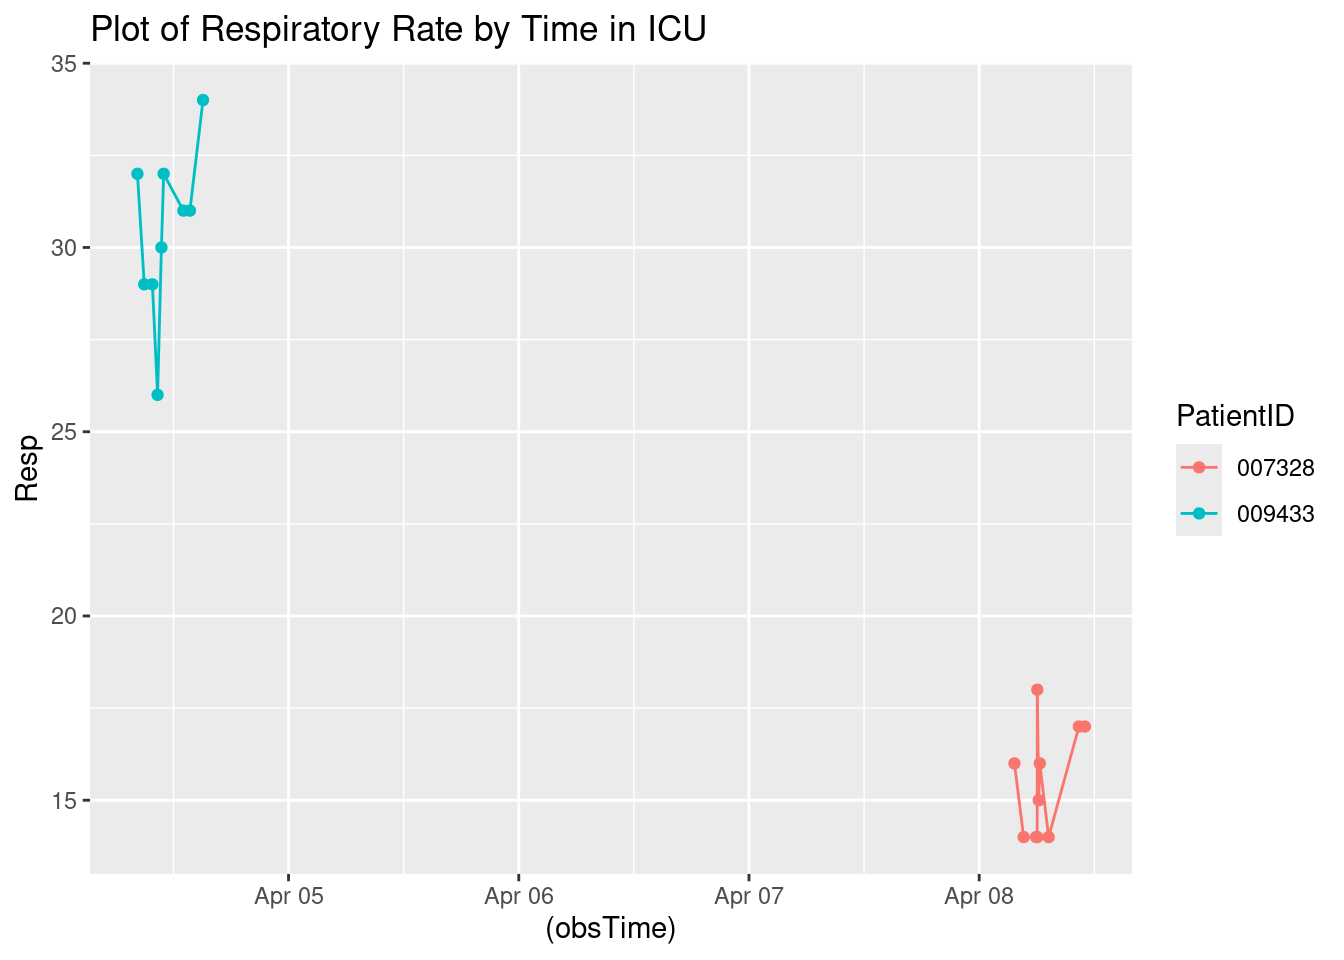 Plot of Respiratory Rate by Time in ICU
35
30
25
20
15
Resp
Apr 05
Apr 06
Apr 07
Apr 08
(obsTime)
PatientID
007328
009433